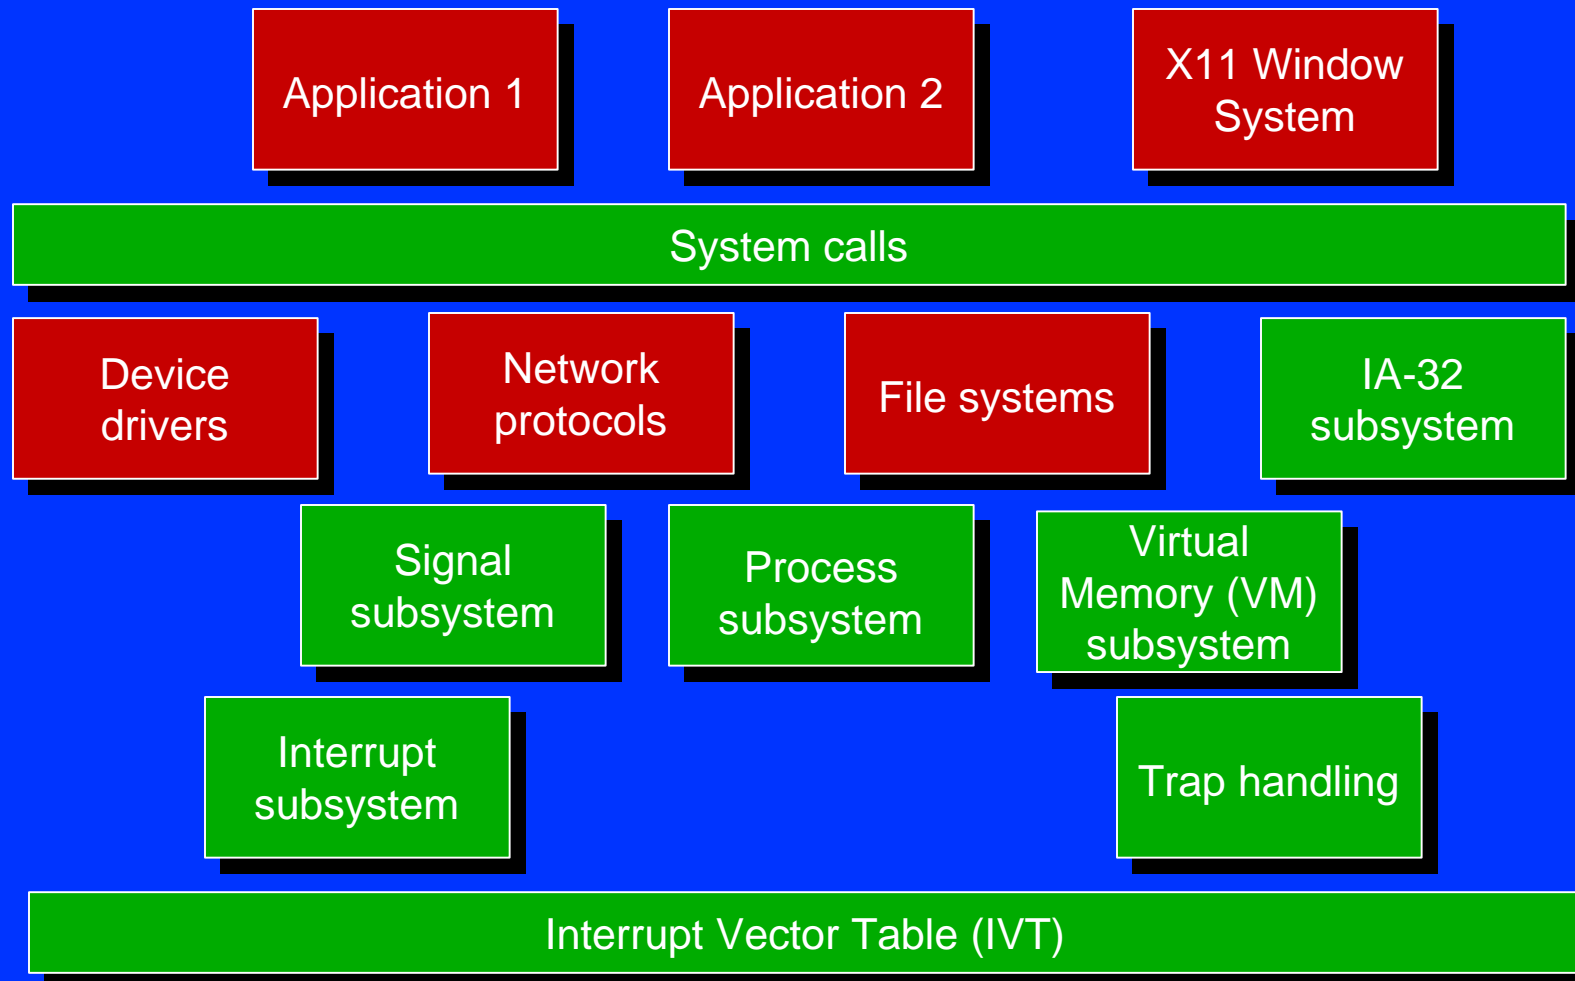 Application 1
Application 2
X11 Window
System
System calls
Device
drivers
Network
protocols
File systems
IA-32
subsystem
Signal
subsystem
Process
subsystem
Virtual
Memory (VM)
subsystem
Interrupt
subsystem
Trap handling
Interrupt Vector Table (IVT)